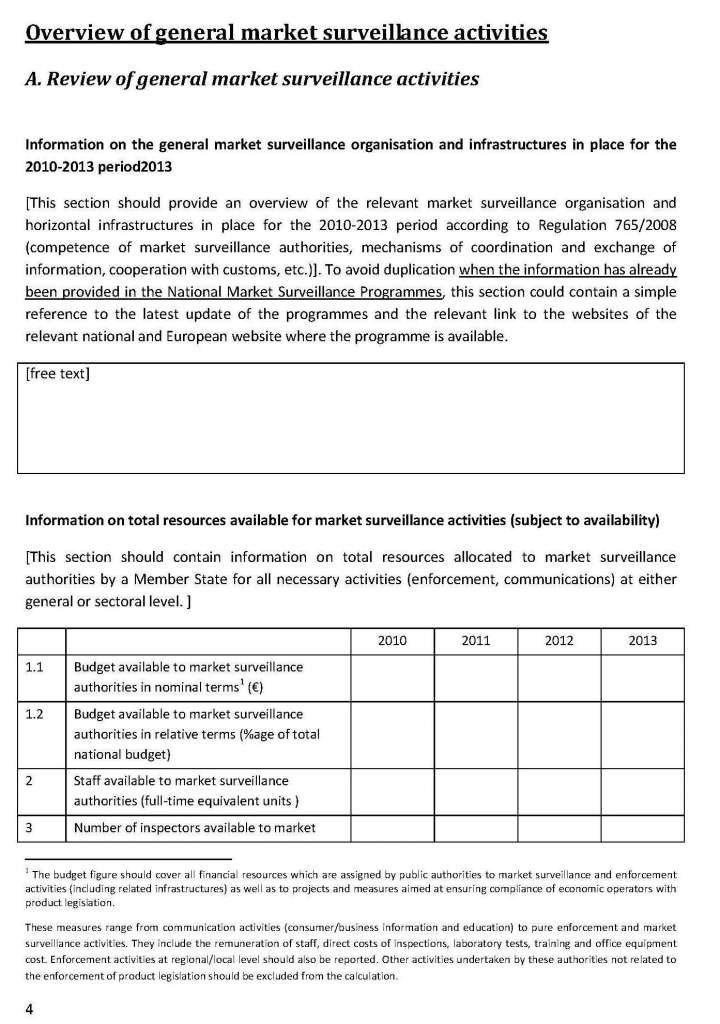 Overview of general market surveillance activities
A. Review of general market surveillance activities
Information on the general market surveillance organisation and infrastructures in place for the
2010-2013 period2013
[This section should provide an overview of the relevant market surveillance organisation and
horizontal infrastructures in place for the 2010-2013 period according to Regulation 765/2008
(competence of market surveillance authorities, mechanisms of coordination and exchange of
information, cooperation with customs, etc.)]. To avoid duplication when the information has already
been provided in the National Market Surveillance Programmes, this section could contain a simple
reference to the latest update of the programmes and the relevant link to the websites of the
relevant national and European website where the programme is available.
[free text]
Information on total resources available for market surveillance activities (subject to availability)
[This section should contain information on total resources allocated to market surveillance
authorities by a Member State for all necessary activities (enforcement, communications) at either
general or sectoral level. ]
2010 2011 2012 2013
1.1 Budget available to market surveillance
authorities in nominal terms¹ (€)
1.2 Budget available to market surveillance
authorities in relative terms (%age of total
national budget)
2 Staff available to market surveillance
authorities (full-time equivalent units )
3 Number of inspectors available to market
¹ The budget figure should cover all financial resources which are assigned by public authorities to market surveillance and enforcement
activities (including related infrastructures) as well as to projects and measures aimed at ensuring compliance of economic operators with
product legislation.
These measures range from communication activities (consumer/business information and education) to pure enforcement and market
surveillance activities. They include the remuneration of staff, direct costs of inspections, laboratory tests, training and office equipment
cost. Enforcement activities at regional/local level should also be reported. Other activities undertaken by these authorities not related to
the enforcement of product legislation should be excluded from the calculation.
4